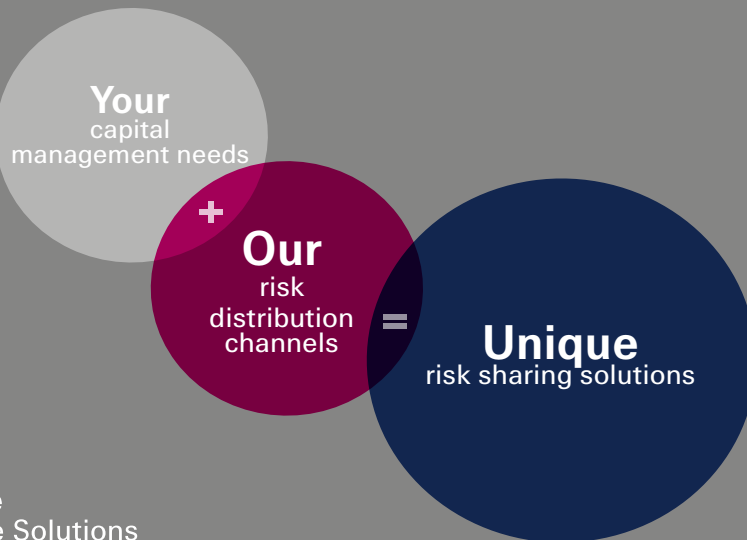 Your
capital
management needs
+
Our
risk
distribution
channels
=
Unique
risk sharing solutions
Solutions